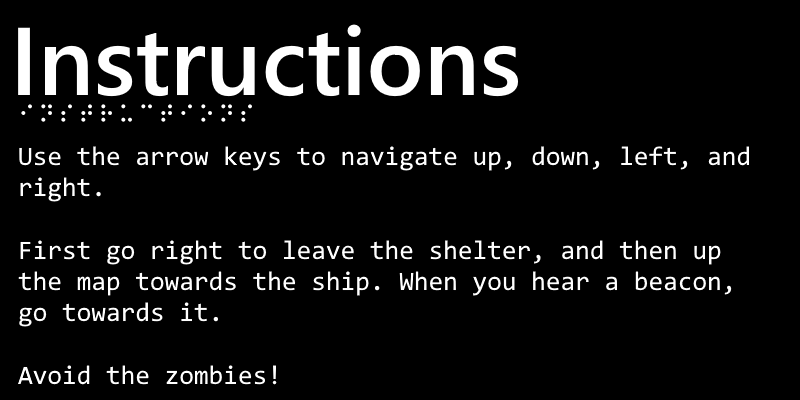 Instructions
⠊⠝⠎⠞⠗⠥⠉⠞⠊⠕⠝⠎
Use the arrow keys to navigate up, down, left, and
right.
First go right to leave the shelter, and then up
the map towards the ship. When you hear a beacon,
go towards it.
Avoid the zombies!